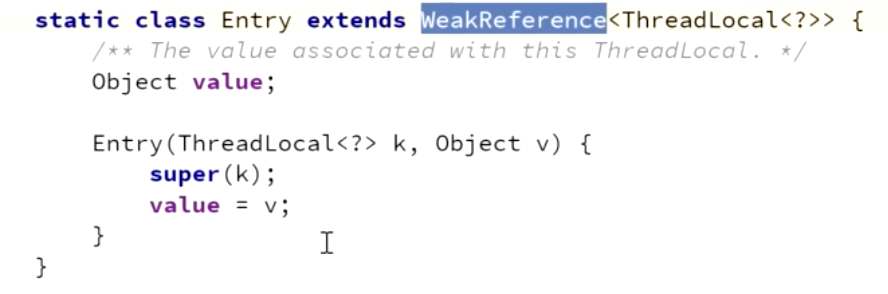 static class Entry extends WeakReference<ThreadLocal<?>> {
/** The value associated with this ThreadLocal. */
Object value;
Entry(ThreadLocal<?> k, Object v) {
super(k);
value = v;
}
}